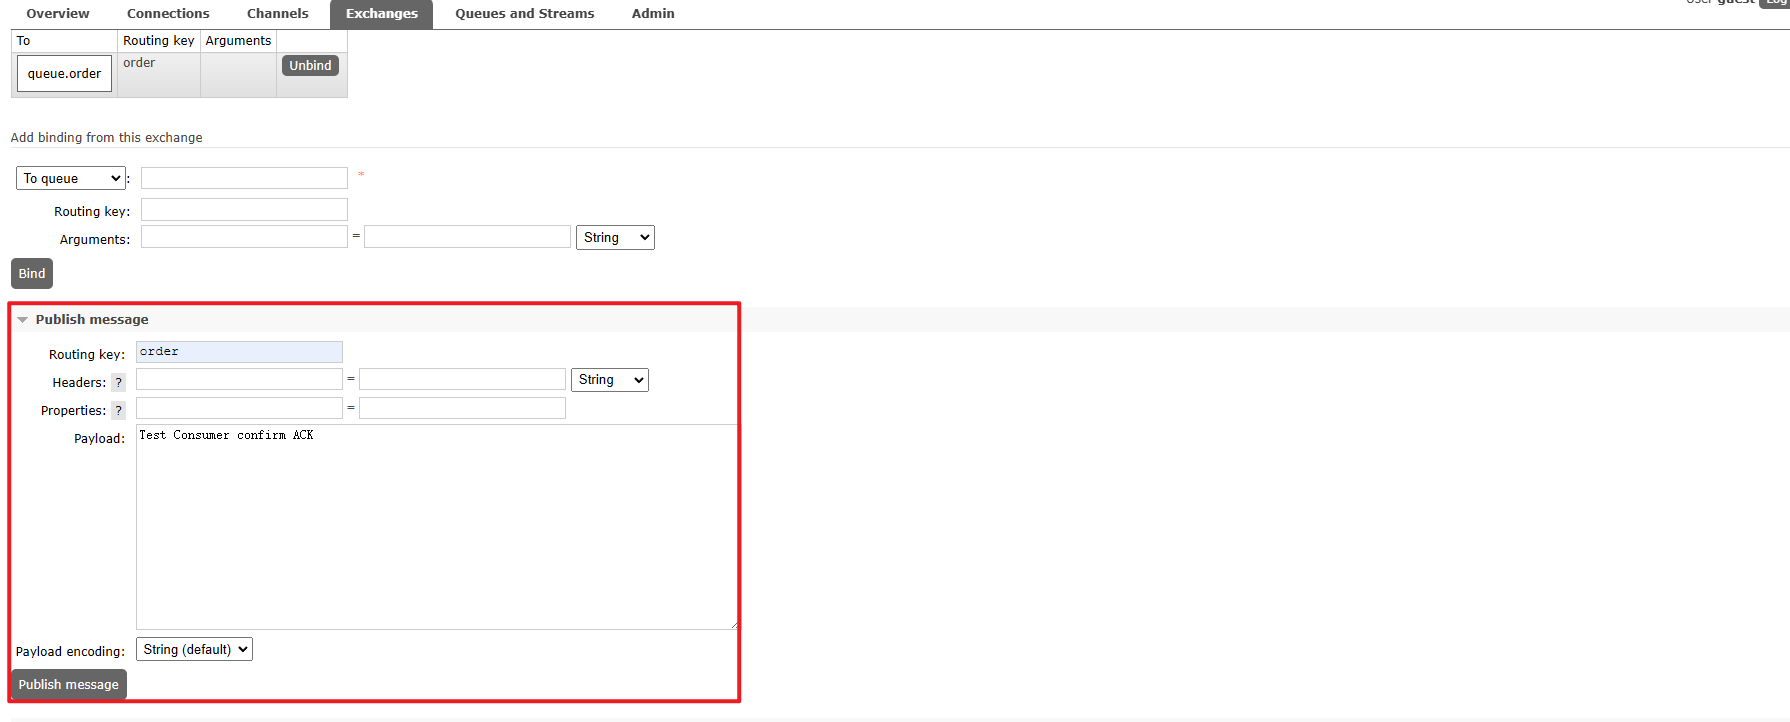 Overview Connections Channels Exchanges Queues and Streams Admin
User guest Log
To Routing key Arguments
queue.order order Unbind
Add binding from this exchange
To queue : *
Routing key:
Arguments: = String
Bind
Publish message
Routing key: order
Headers: ? = String
Properties: ? =
Payload: Test Consumer confirm ACK
Payload encoding: String (default)
Publish message